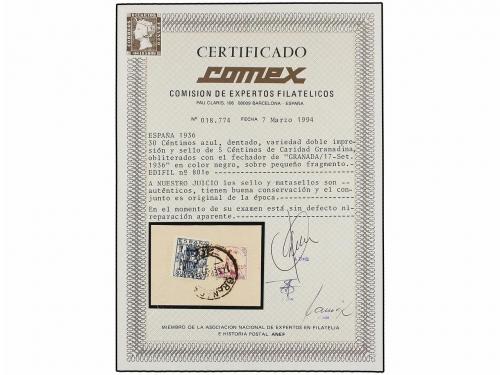 CERTIFICADO
comex
COMISION DE EXPERTOS FILATELICOS
PAU CLARIS, 106 08009 BARCELONA - ESPAÑA
Nº 018.774 FECHA 7 Marzo 1994
ESPAÑA 1936
30 Céntimos azul, dentado, variedad doble impre-
sión y sello de 5 Céntimos de Caridad Granadina,
obliterados con el fechador de "GRANADA/17-Set.
1936" en color negro, sobre pequeño fragmento.
EDIFIL nº 801e
A NUESTRO JUICIO los sello y matasellos son --
auténticos, tienen buena conservación y el con-
junto es original de la época.
En el momento de su examen está sin defecto ni
reparación aparente.
MIEMBRO DE LA ASOCIACION NACIONAL DE EXPERTOS EN FILATELIA
E HISTORIA POSTAL ANEF